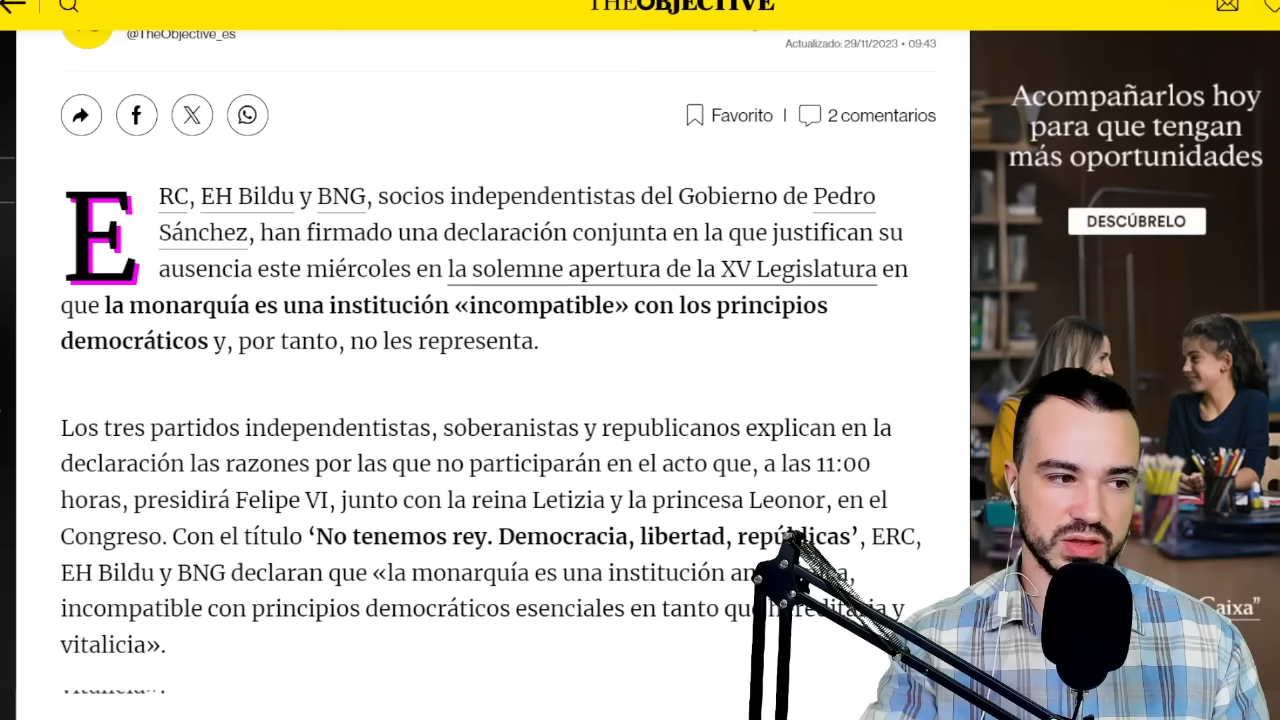 THEOBJECTIVE
@TheObjective_es
Actualizado: 29/11/2023 • 09:43
Favorito | 2 comentarios
ERC, EH Bildu y BNG, socios independentistas del Gobierno de Pedro
Sánchez, han firmado una declaración conjunta en la que justifican su
ausencia este miércoles en la solemne apertura de la XV Legislatura en
que la monarquía es una institución «incompatible» con los principios
democráticos y, por tanto, no les representa.
Los tres partidos independentistas, soberanistas y republicanos explican en la
declaración las razones por las que no participarán en el acto que, a las 11:00
horas, presidirá Felipe VI, junto con la reina Letizia y la princesa Leonor, en el
Congreso. Con el título ‘No tenemos rey. Democracia, libertad, repúblicas’, ERC,
EH Bildu y BNG declaran que «la monarquía es una institución
incompatible con principios democráticos esenciales en tanto que hereditaria y
vitalicia».
vitalicia».
Acompañarlos hoy
para que tengan
más oportunidades
DESCÚBRELO
Caixa”